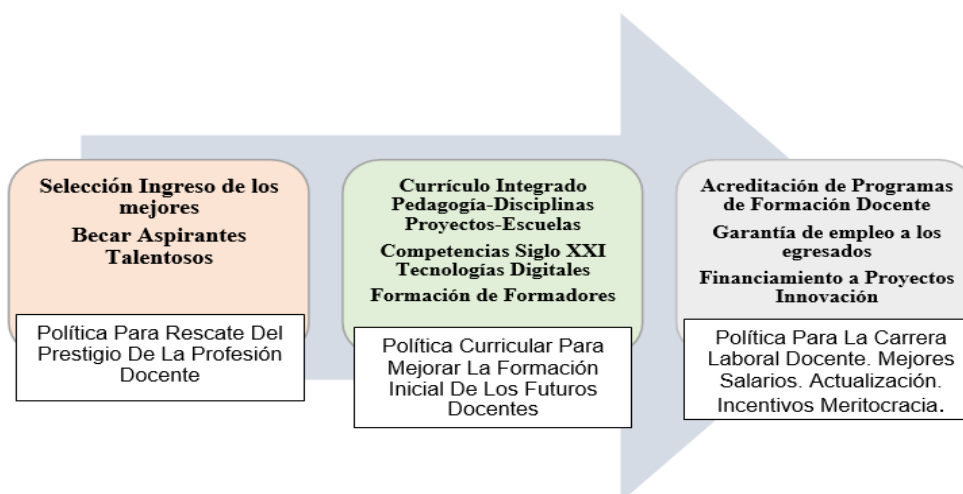 Selección Ingreso de los
mejores
Becar Aspirantes
Talentosos
Política Para Rescate Del
Prestigio De La Profesión
Docente
Currículo Integrado
Pedagogía-Disciplinas
Proyectos-Escuelas
Competencias Siglo XXI
Tecnologías Digitales
Formación de Formadores
Política Curricular Para
Mejorar La Formación
Inicial De Los Futuros
Docentes
Acreditación de Programas
de Formación Docente
Garantía de empleo a los
egresados
Financiamiento a Proyectos
Innovación
Política Para La Carrera
Laboral Docente. Mejores
Salarios. Actualización.
Incentivos Meritocracia.